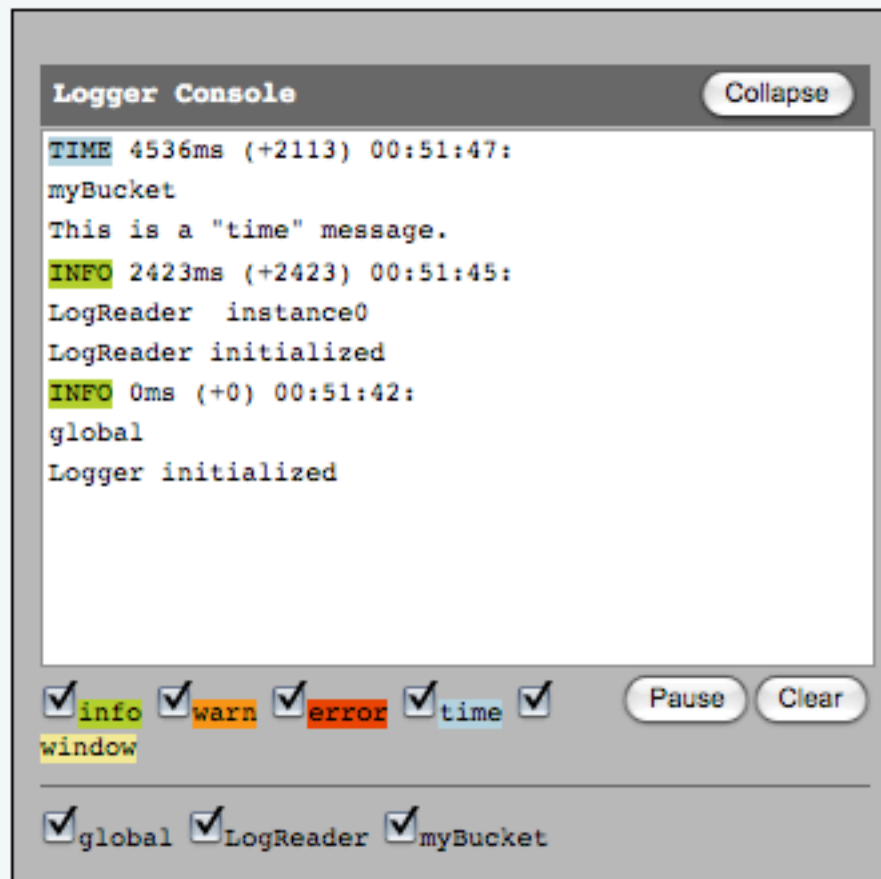 Logger Console Collapse
TIME 4536ms (+2113) 00:51:47:
myBucket
This is a "time" message.
INFO 2423ms (+2423) 00:51:45:
LogReader  instance0
LogReader initialized
INFO 0ms (+0) 00:51:42:
global
Logger initialized
info warn error time Pause Clear
window
global LogReader myBucket